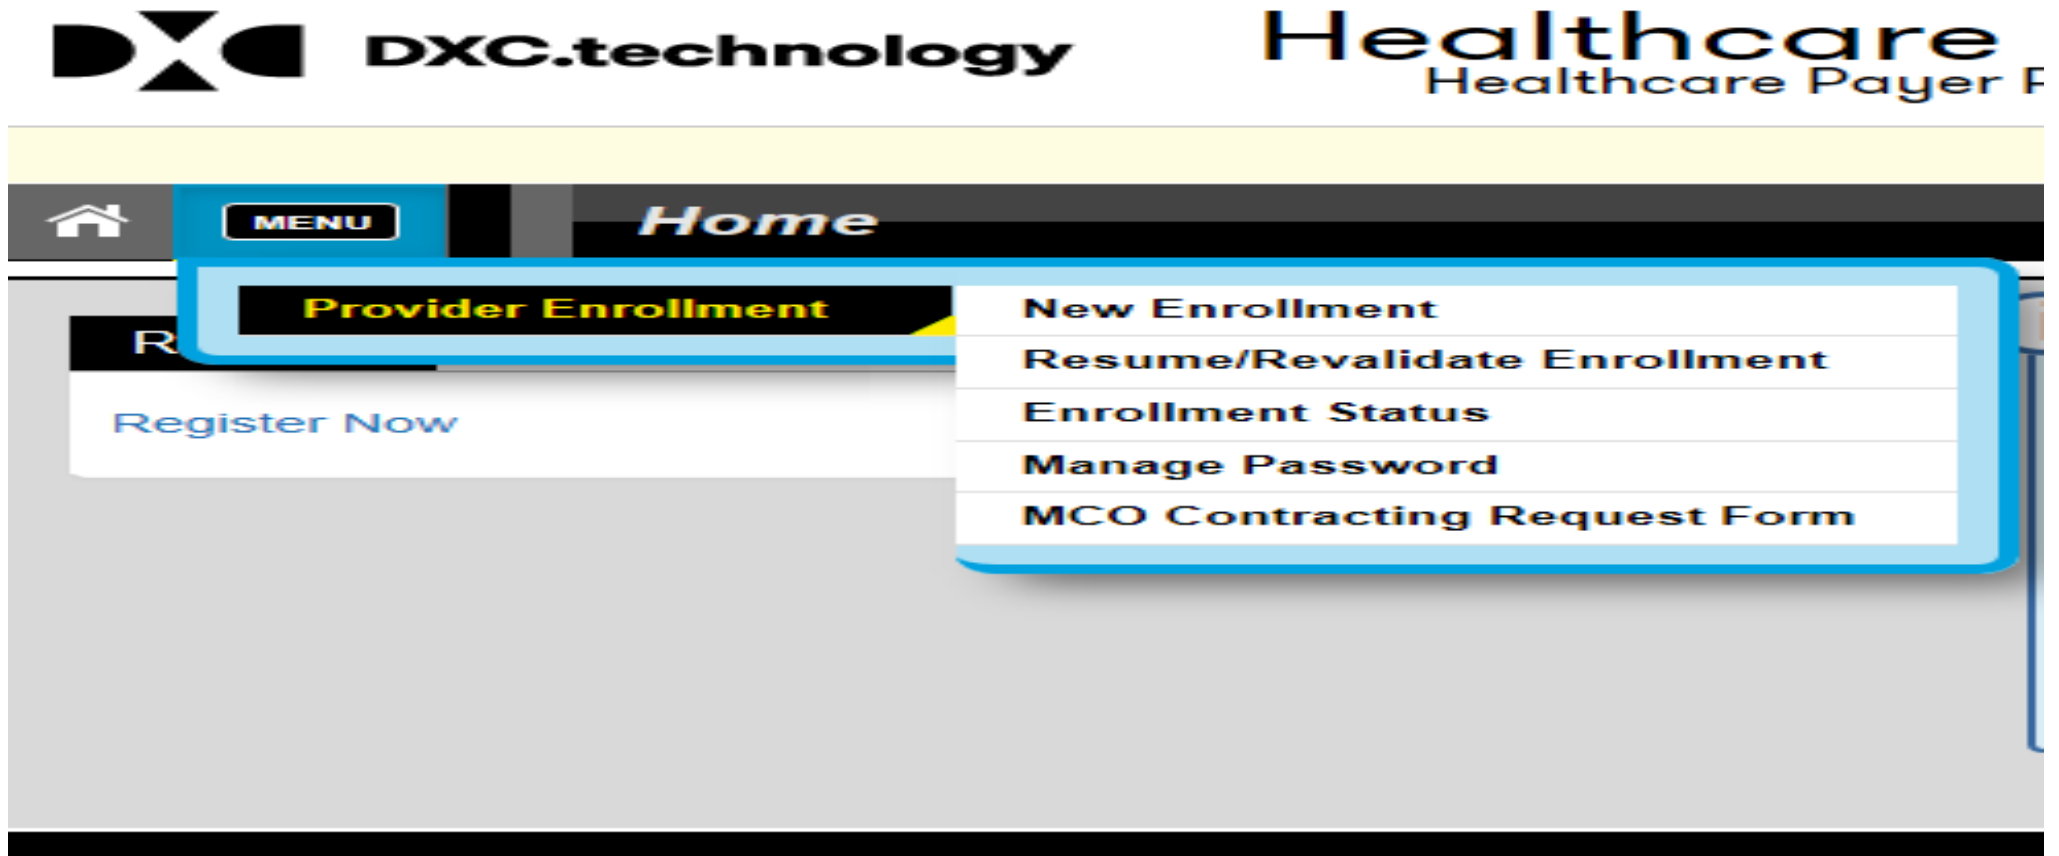 DXC.technology
Healthcare
Healthcare Payer
MENU
Home
Provider Enrollment
New Enrollment
Resume/Revalidate Enrollment
Enrollment Status
Manage Password
MCO Contracting Request Form
Register Now